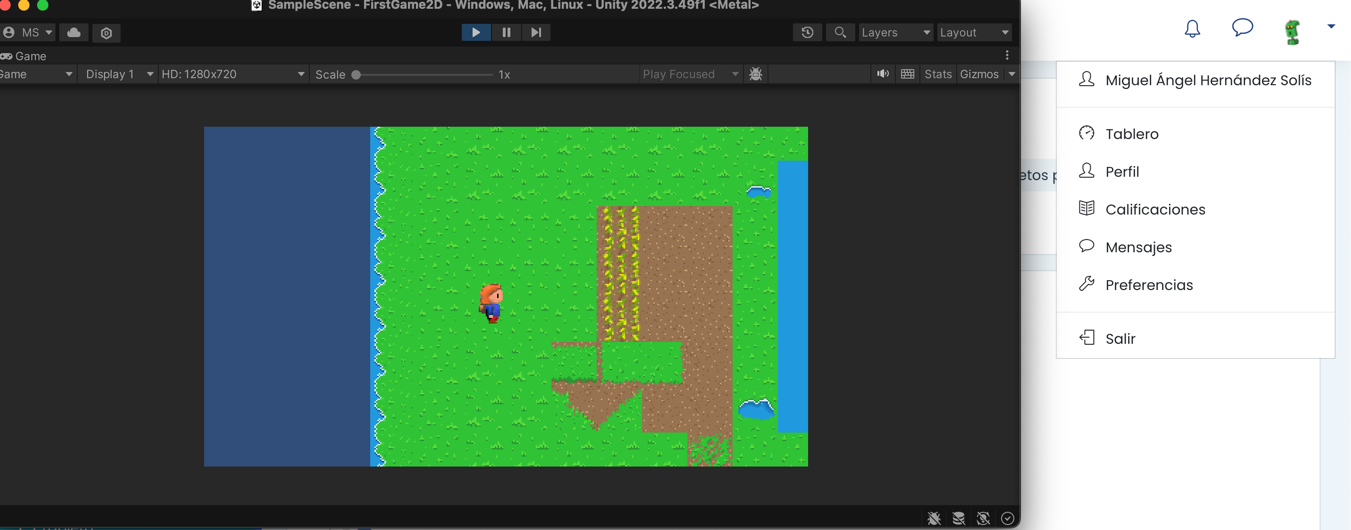 SampleScene - FirstGame2D - Windows, Mac, Linux - Unity 2022.3.49f1 <Metal>
MS
Layers
Layout
Game
Game
Display 1
HD: 1280x720
Scale
1x
Play Focused
Stats
Gizmos
Miguel Ángel Hernández Solís
Tablero
etos p
Perfil
Calificaciones
Mensajes
Preferencias
Salir